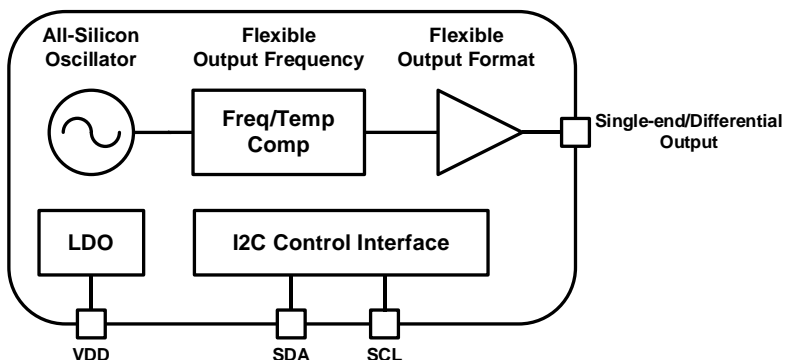 All-Silicon
Oscillator
Flexible
Output Frequency
Flexible
Output Format
Freq/Temp
Comp
Single-end/Differential
Output
LDO
I2C Control Interface
VDD
SDA
SCL